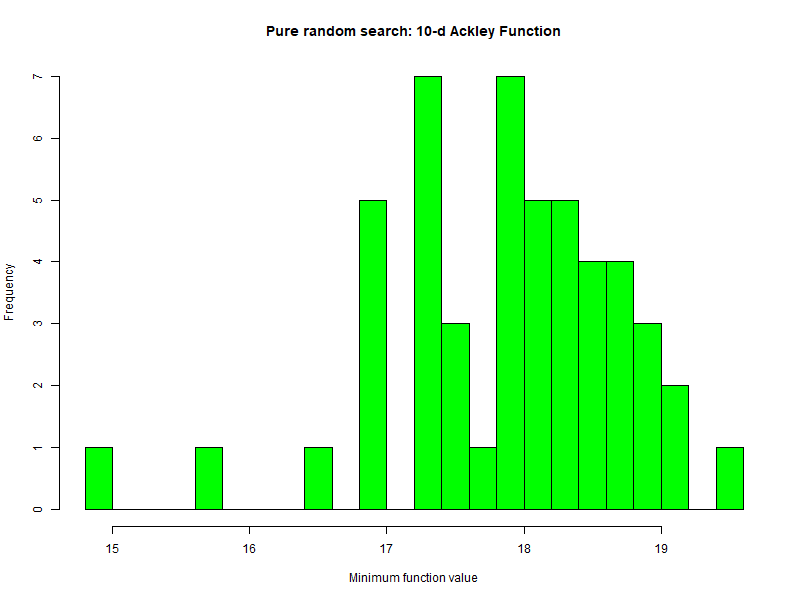 Pure random search: 10-d Ackley Function
7
6
5
4
3
2
1
0
Frequency
15 16 17 18 19
Minimum function value